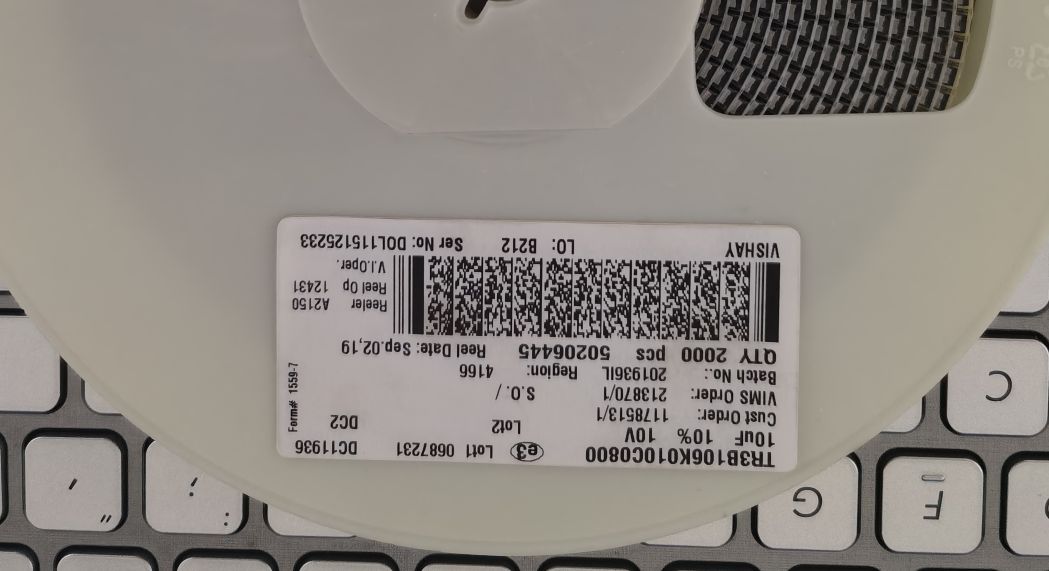 TR3B106K010C0800 e3 Lot1 0687231 DC11936
10uF 10% 10V Lot2 DC2
Cust Order: 1178513/1
VIMS Order: 213870/1 S.O. /
Batch No.: 201936IL Region: 4166
QTY 2000 pcs 50206445 Reel Date: Sep.02,19
Reeler A2150
Reel Op 12431
V.I.Oper.
VISHAY LO: B212 Ser No: DOL1151125233
Form# 1559-7
C
G
F